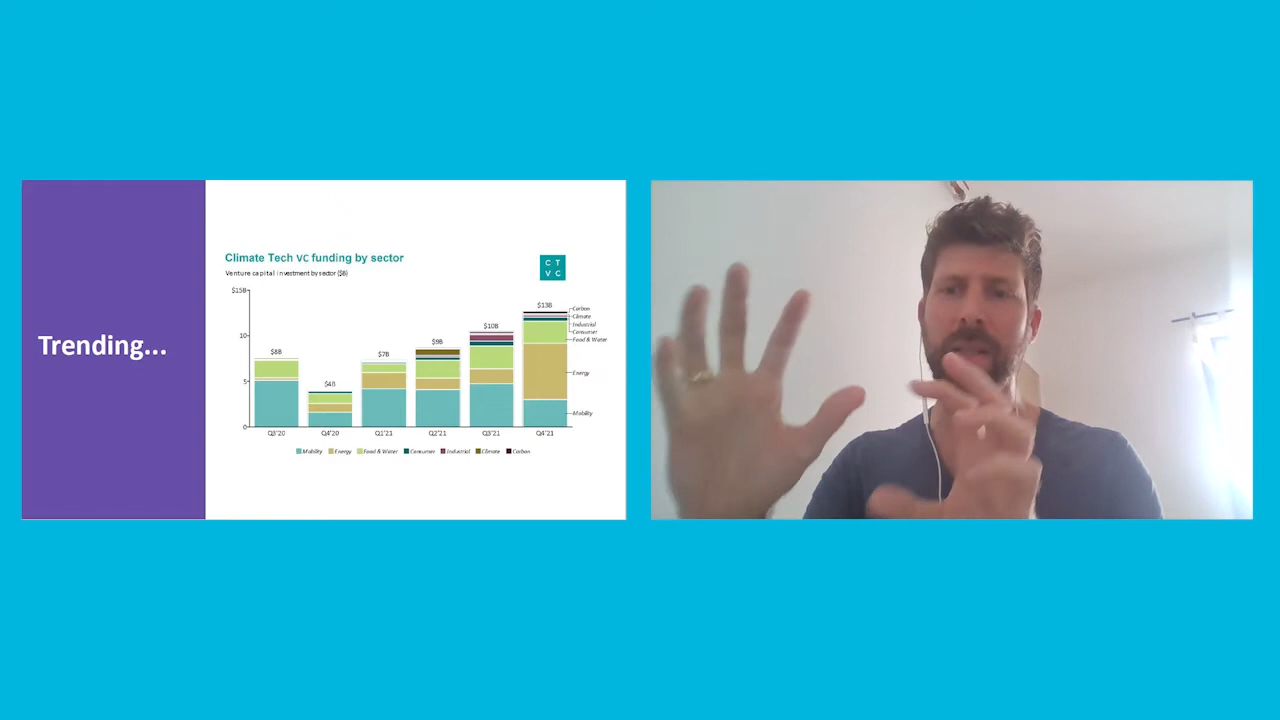 Trending...
Climate Tech VC funding by sector
Venture capital investment by sector ($B)
C T
V C
$15B
10
5
0
$8B
$4B
$7B
$9B
$10B
$13B
Carbon
Climate
Industrial
Consumer
Food & Water
Energy
Mobility
Q3'20 Q4'20 Q1'21 Q2'21 Q3'21 Q4'21
Mobility Energy Food & Water Consumer Industrial Climate Carbon